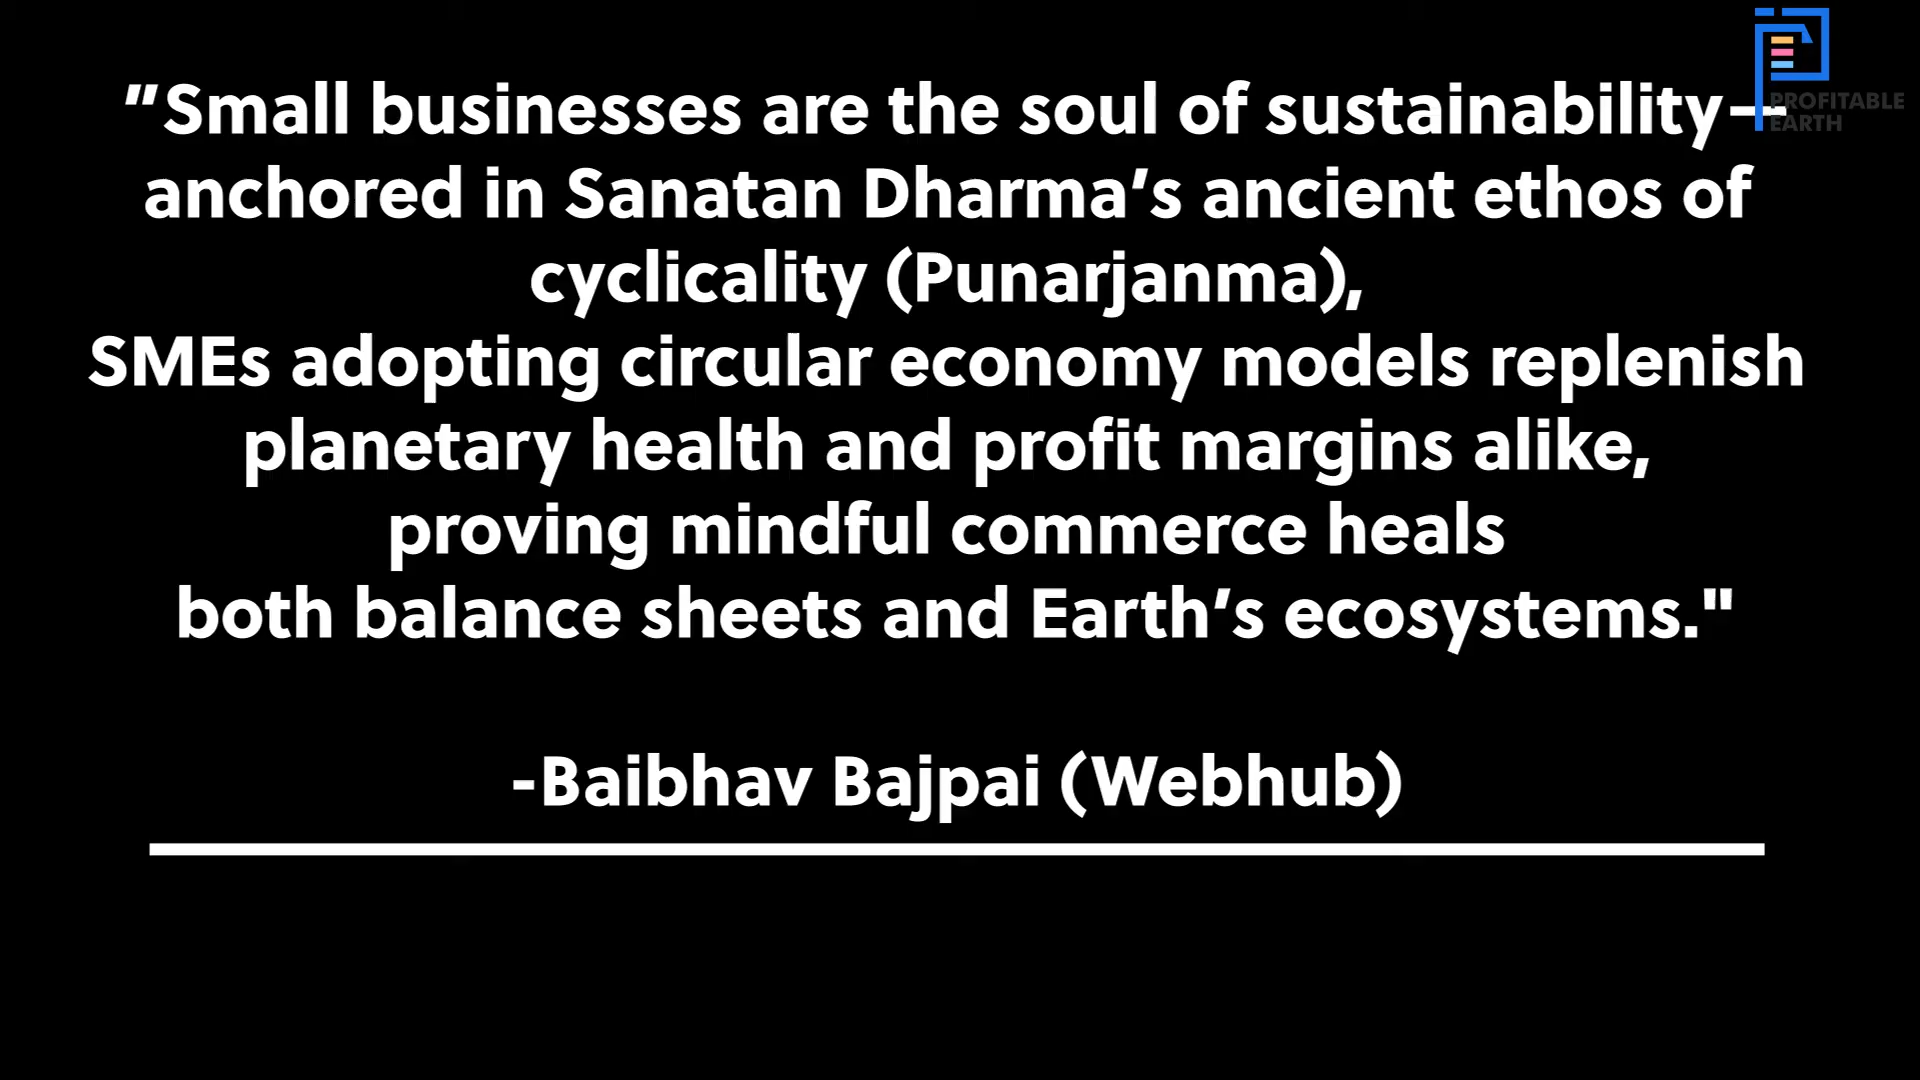 "Small businesses are the soul of sustainability—
anchored in Sanatan Dharma's ancient ethos of
cyclicality (Punarjanma),
SMEs adopting circular economy models replenish
planetary health and profit margins alike,
proving mindful commerce heals
both balance sheets and Earth's ecosystems."
-Baibhav Bajpai (Webhub)
PROFITABLE
EARTH